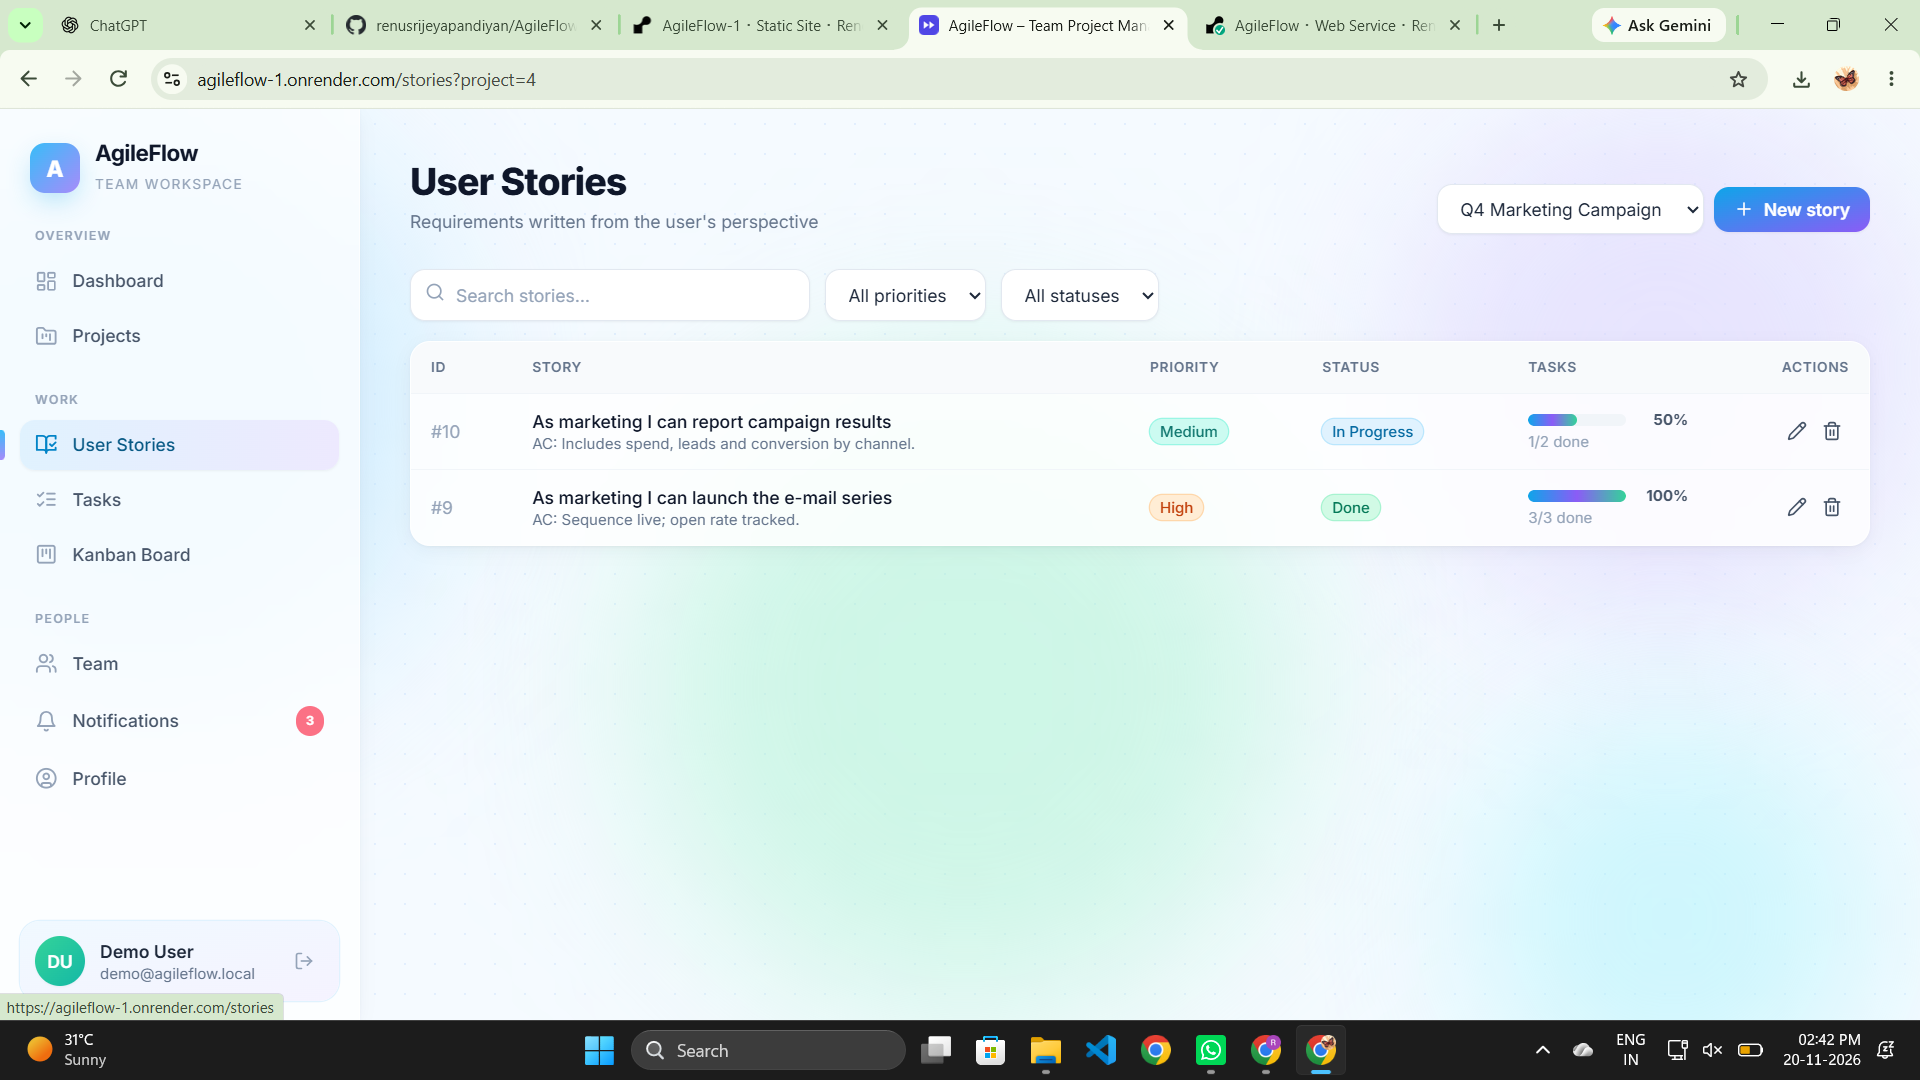 ChatGPT
renusrijeyapandiyan/AgileFlow
AgileFlow-1 · Static Site · Ren
AgileFlow – Team Project Man
AgileFlow · Web Service · Ren
Ask Gemini
agileflow-1.onrender.com/stories?project=4
A
AgileFlow
TEAM WORKSPACE
OVERVIEW
Dashboard
Projects
WORK
User Stories
Tasks
Kanban Board
PEOPLE
Team
Notifications
3
Profile
DU
Demo User
demo@agileflow.local
https://agileflow-1.onrender.com/stories
User Stories
Requirements written from the user's perspective
Q4 Marketing Campaign
+ New story
Search stories...
All priorities
All statuses
ID STORY PRIORITY STATUS TASKS ACTIONS
#10 As marketing I can report campaign results Medium In Progress 50%
AC: Includes spend, leads and conversion by channel. 1/2 done
#9 As marketing I can launch the e-mail series High Done 100%
AC: Sequence live; open rate tracked. 3/3 done
31°C
Sunny
Search
R
ENG
IN
02:42 PM
20-11-2026